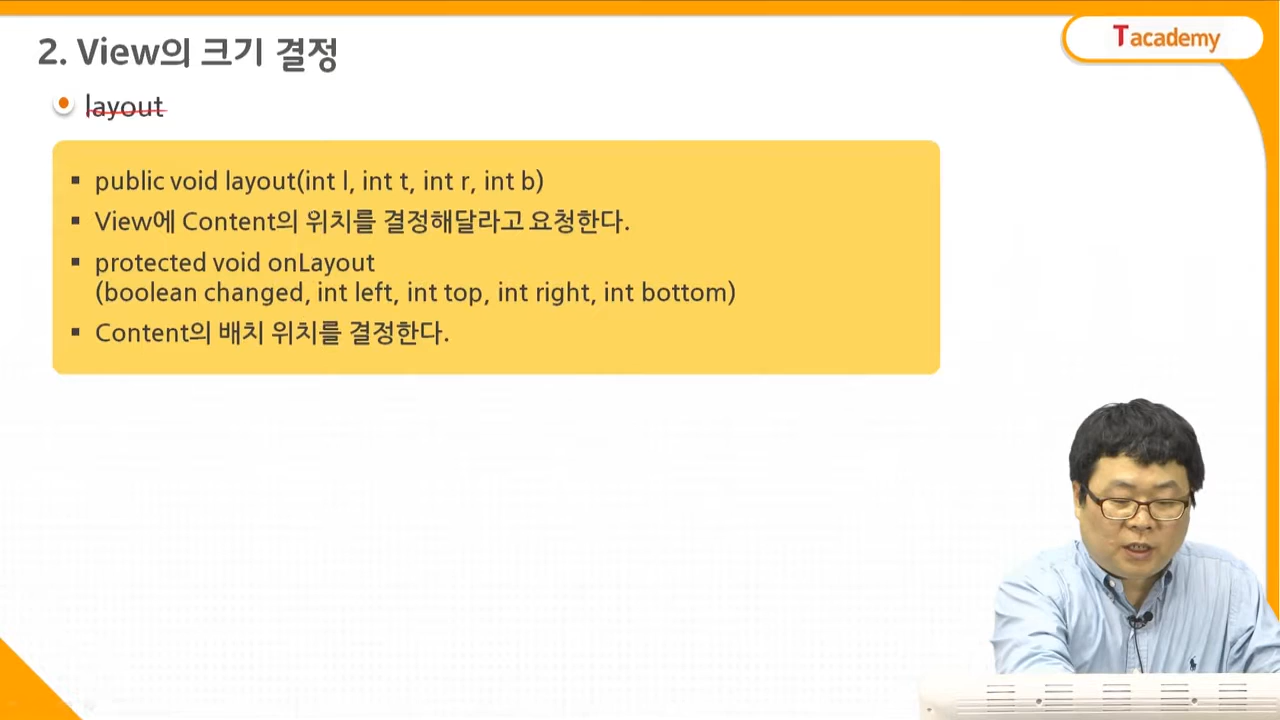 2. View의 크기 결정
Tacademy
layout
public void layout(int l, int t, int r, int b)
View에 Content의 위치를 결정해달라고 요청한다.
protected void onLayout
(boolean changed, int left, int top, int right, int bottom)
Content의 배치 위치를 결정한다.